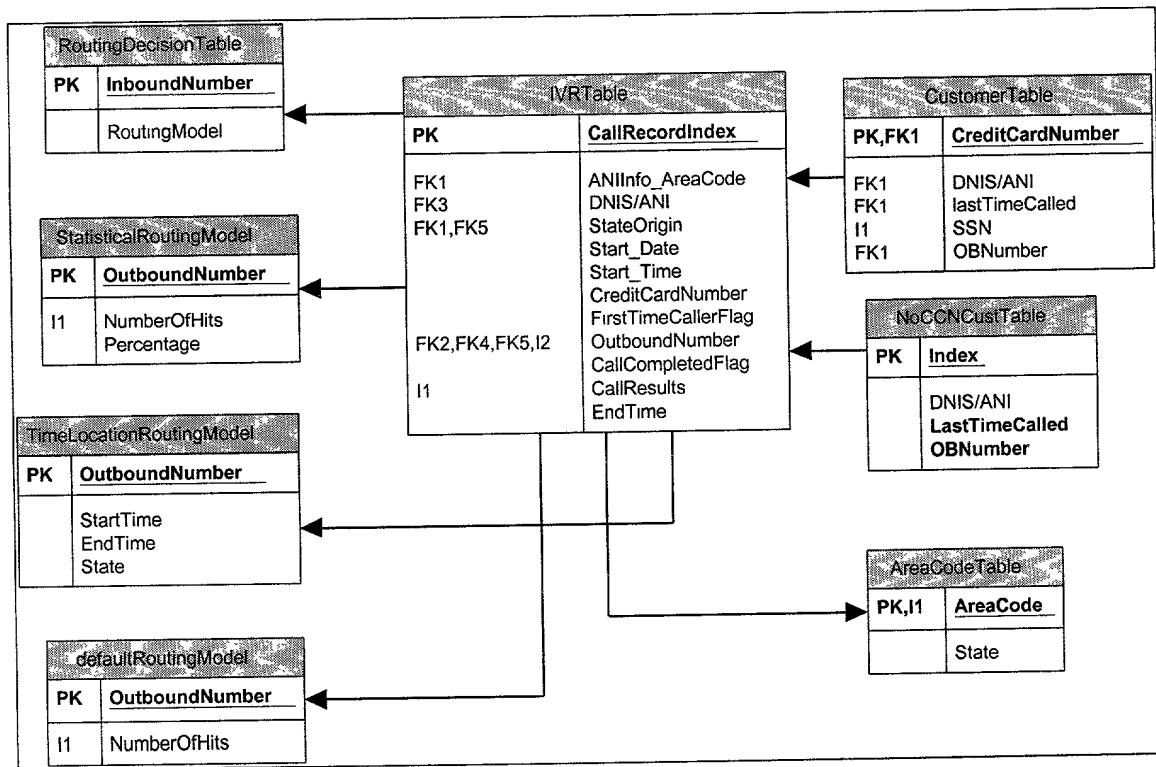 RoutingDecisionTable
PK InboundNumber
RoutingModel
StatisticalRoutingModel
PK OutboundNumber
I1 NumberOfHits
Percentage
TimeLocationRoutingModel
PK OutboundNumber
StartTime
EndTime
State
defaultRoutingModel
PK OutboundNumber
I1 NumberOfHits
IVRTable
PK CallRecordIndex
FK1 ANIInfo_AreaCode
FK3 DNIS/ANI
FK1,FK5 StateOrigin
Start_Date
Start_Time
CreditCardNumber
FirstTimeCallerFlag
FK2,FK4,FK5,I2 OutboundNumber
CallCompletedFlag
I1 CallResults
EndTime
CustomerTable
PK,FK1 CreditCardNumber
FK1 DNIS/ANI
FK1 lastTimeCalled
I1 SSN
FK1 OBNumber
NoCCNCustTable
PK Index
DNIS/ANI
LastTimeCalled
OBNumber
AreaCodeTable
PK,I1 AreaCode
State